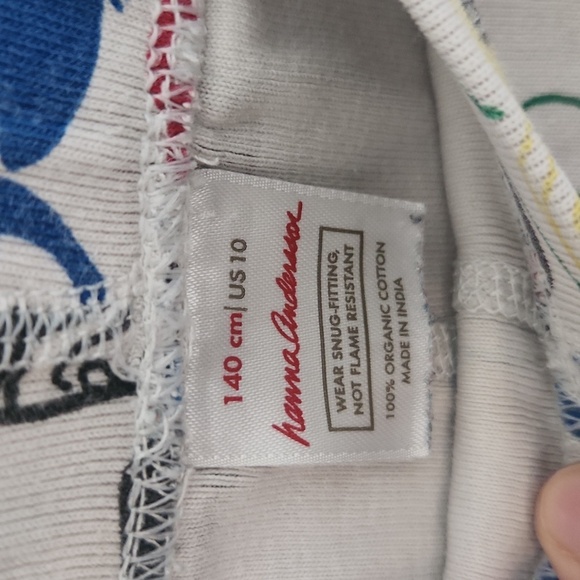 140 cm | US 10
hanna andersson
WEAR SNUG-FITTING,
NOT FLAME RESISTANT
100% ORGANIC COTTON
MADE IN INDIA